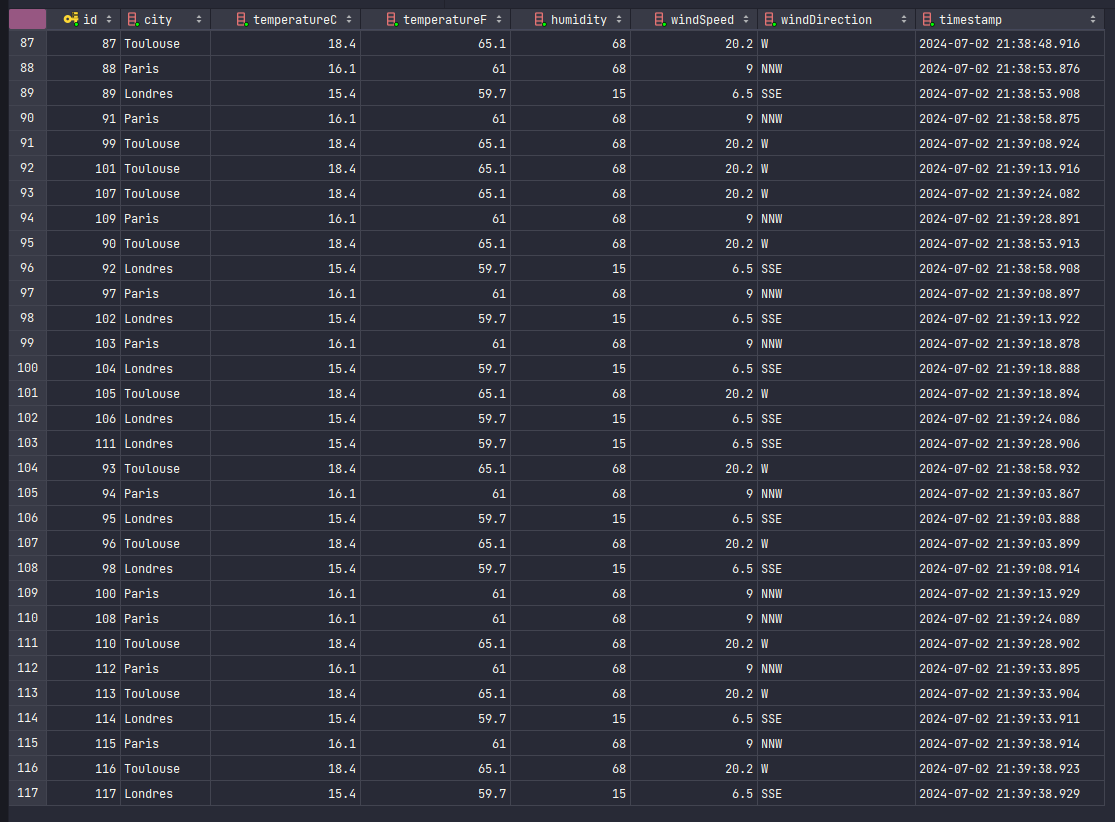 id city temperatureC temperatureF humidity windSpeed windDirection timestamp
87 87 Toulouse 18.4 65.1 68 20.2 W 2024-07-02 21:38:48.916
88 88 Paris 16.1 61 68 9 NNW 2024-07-02 21:38:53.876
89 89 Londres 15.4 59.7 15 6.5 SSE 2024-07-02 21:38:53.908
90 91 Paris 16.1 61 68 9 NNW 2024-07-02 21:38:58.875
91 99 Toulouse 18.4 65.1 68 20.2 W 2024-07-02 21:39:08.924
92 101 Toulouse 18.4 65.1 68 20.2 W 2024-07-02 21:39:13.916
93 107 Toulouse 18.4 65.1 68 20.2 W 2024-07-02 21:39:24.082
94 109 Paris 16.1 61 68 9 NNW 2024-07-02 21:39:28.891
95 90 Toulouse 18.4 65.1 68 20.2 W 2024-07-02 21:38:53.913
96 92 Londres 15.4 59.7 15 6.5 SSE 2024-07-02 21:38:58.908
97 97 Paris 16.1 61 68 9 NNW 2024-07-02 21:39:08.897
98 102 Londres 15.4 59.7 15 6.5 SSE 2024-07-02 21:39:13.922
99 103 Paris 16.1 61 68 9 NNW 2024-07-02 21:39:18.878
100 104 Londres 15.4 59.7 15 6.5 SSE 2024-07-02 21:39:18.888
101 105 Toulouse 18.4 65.1 68 20.2 W 2024-07-02 21:39:18.894
102 106 Londres 15.4 59.7 15 6.5 SSE 2024-07-02 21:39:24.086
103 111 Londres 15.4 59.7 15 6.5 SSE 2024-07-02 21:39:28.906
104 93 Toulouse 18.4 65.1 68 20.2 W 2024-07-02 21:38:58.932
105 94 Paris 16.1 61 68 9 NNW 2024-07-02 21:39:03.867
106 95 Londres 15.4 59.7 15 6.5 SSE 2024-07-02 21:39:03.888
107 96 Toulouse 18.4 65.1 68 20.2 W 2024-07-02 21:39:03.899
108 98 Londres 15.4 59.7 15 6.5 SSE 2024-07-02 21:39:08.914
109 100 Paris 16.1 61 68 9 NNW 2024-07-02 21:39:13.929
110 108 Paris 16.1 61 68 9 NNW 2024-07-02 21:39:24.089
111 110 Toulouse 18.4 65.1 68 20.2 W 2024-07-02 21:39:28.902
112 112 Paris 16.1 61 68 9 NNW 2024-07-02 21:39:33.895
113 113 Toulouse 18.4 65.1 68 20.2 W 2024-07-02 21:39:33.904
114 114 Londres 15.4 59.7 15 6.5 SSE 2024-07-02 21:39:33.911
115 115 Paris 16.1 61 68 9 NNW 2024-07-02 21:39:38.914
116 116 Toulouse 18.4 65.1 68 20.2 W 2024-07-02 21:39:38.923
117 117 Londres 15.4 59.7 15 6.5 SSE 2024-07-02 21:39:38.929